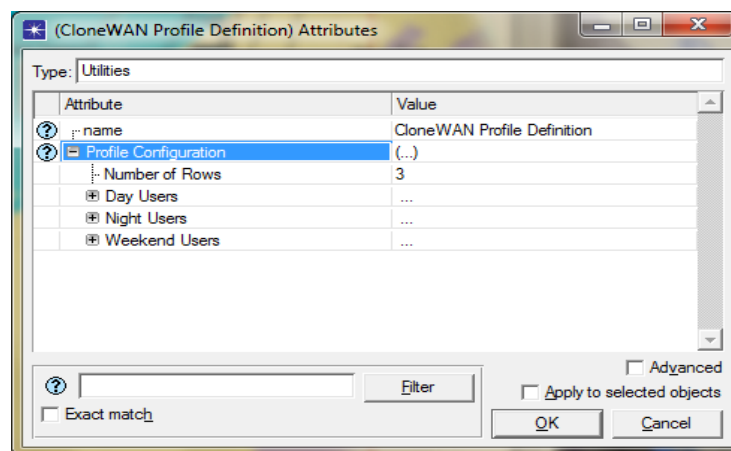 (CloneWAN Profile Definition) Attributes
Type: Utilities
Attribute Value
name CloneWAN Profile Definition
Profile Configuration (...)
Number of Rows 3
Day Users ...
Night Users ...
Weekend Users ...
Advanced
Filter Apply to selected objects
Exact match OK Cancel